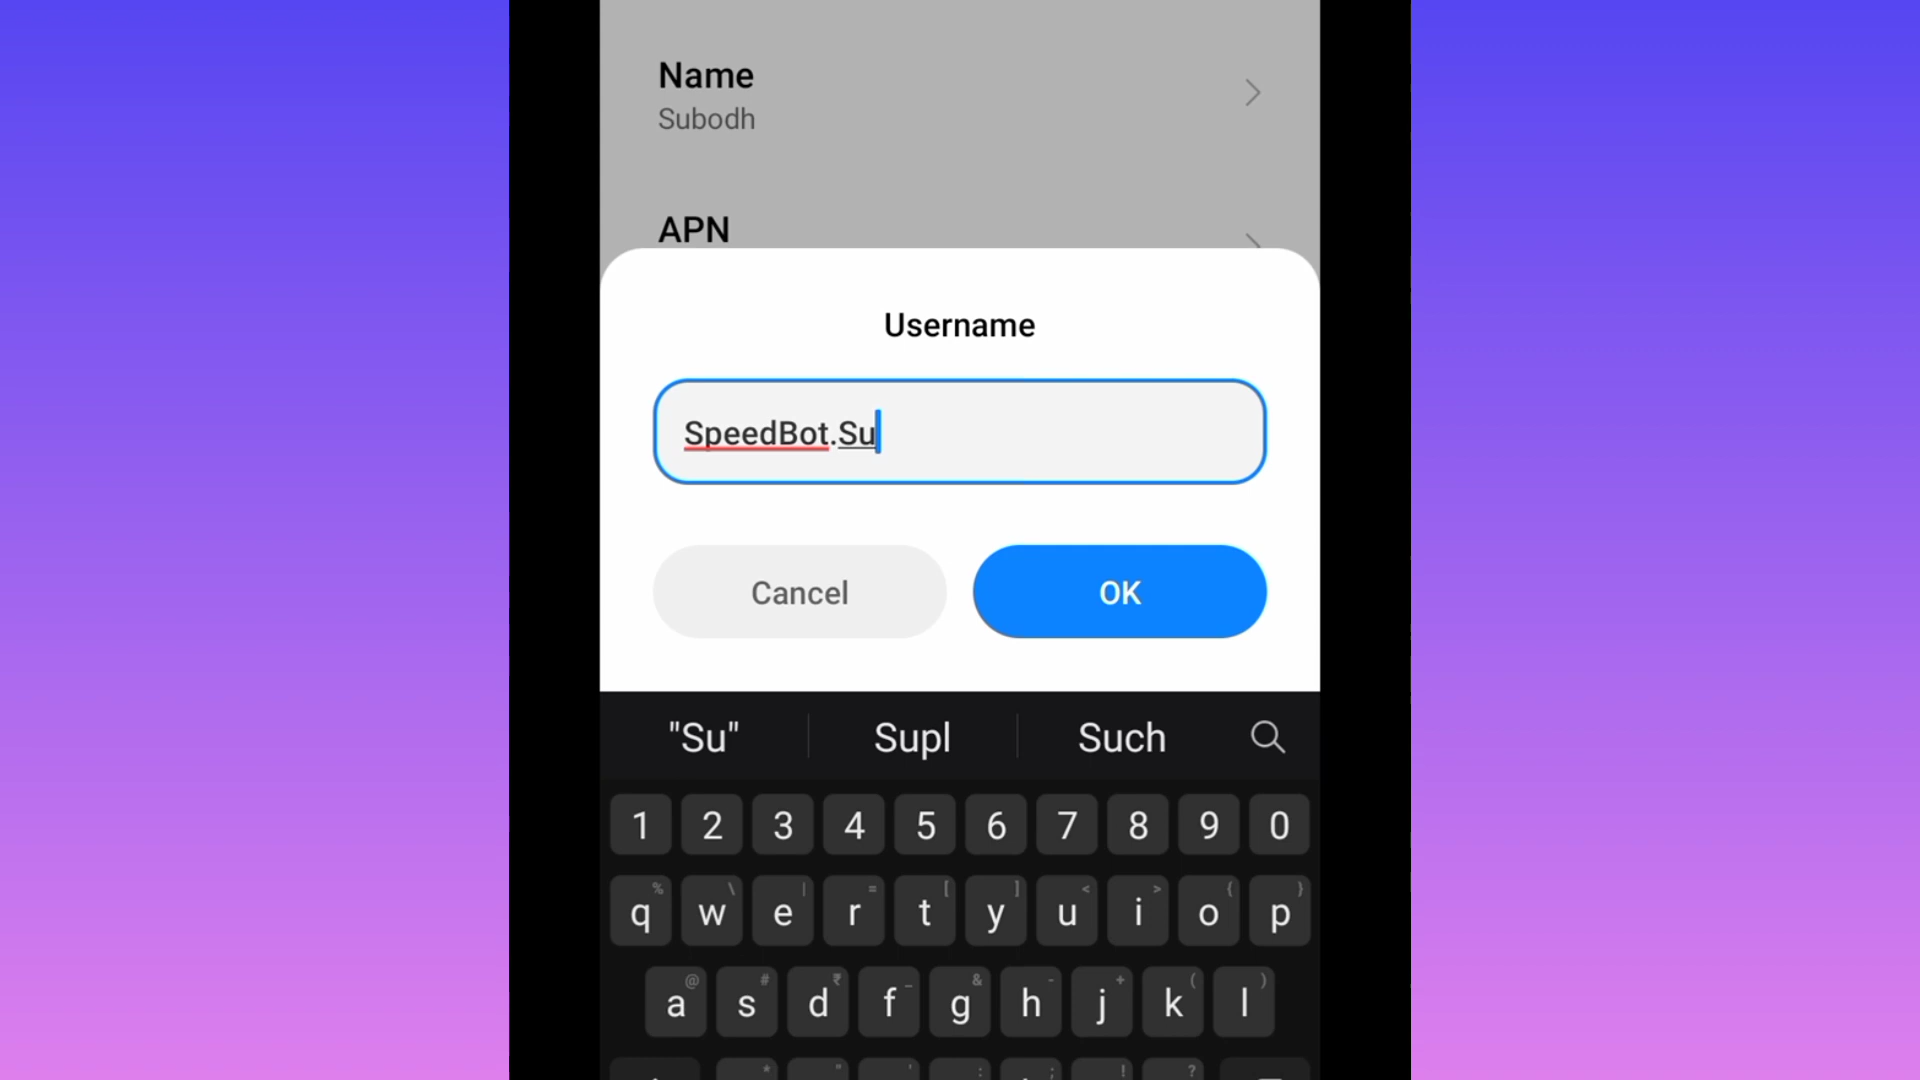 Name
Subodh
APN
Username
SpeedBot.Su
Cancel OK
"Su" Supl Such
1 2 3 4 5 6 7 8 9 0
% \ | = [ ] < > { }
q w e r t y u i o p
@ # ₹ _ & - + ( )
a s d f g h j k l
* " ' : ; ! ?